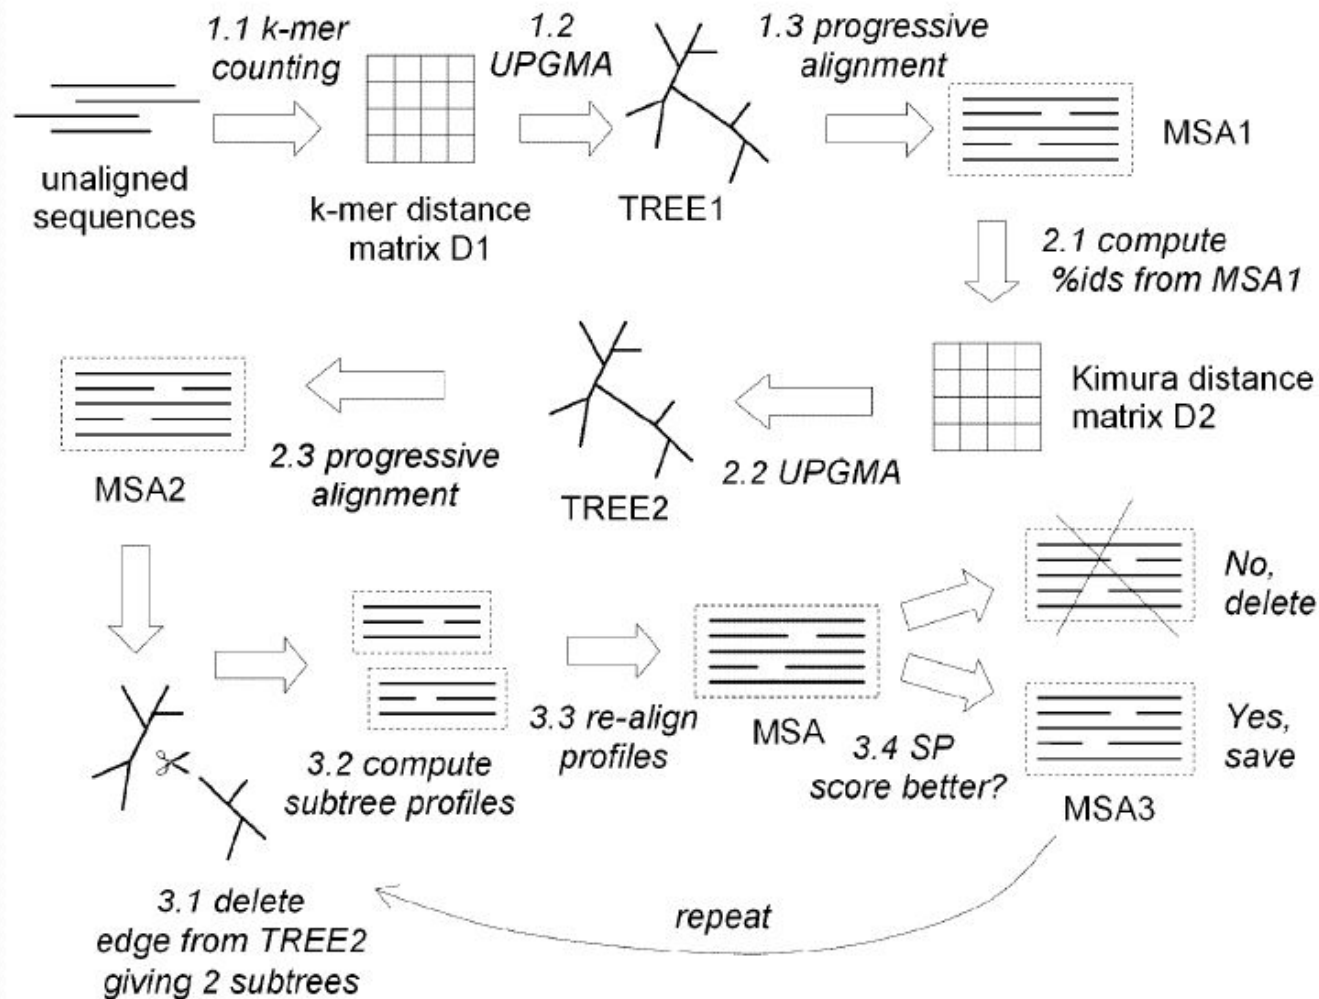 1.1 k-mer
counting
1.2
UPGMA
1.3 progressive
alignment
unaligned
sequences
k-mer distance
matrix D1
TREE1
MSA1
2.1 compute
%ids from MSA1
Kimura distance
matrix D2
2.2 UPGMA
TREE2
2.3 progressive
alignment
MSA2
3.1 delete
edge from TREE2
giving 2 subtrees
3.2 compute
subtree profiles
3.3 re-align
profiles
MSA
3.4 SP
score better?
No,
delete
Yes,
save
MSA3
repeat